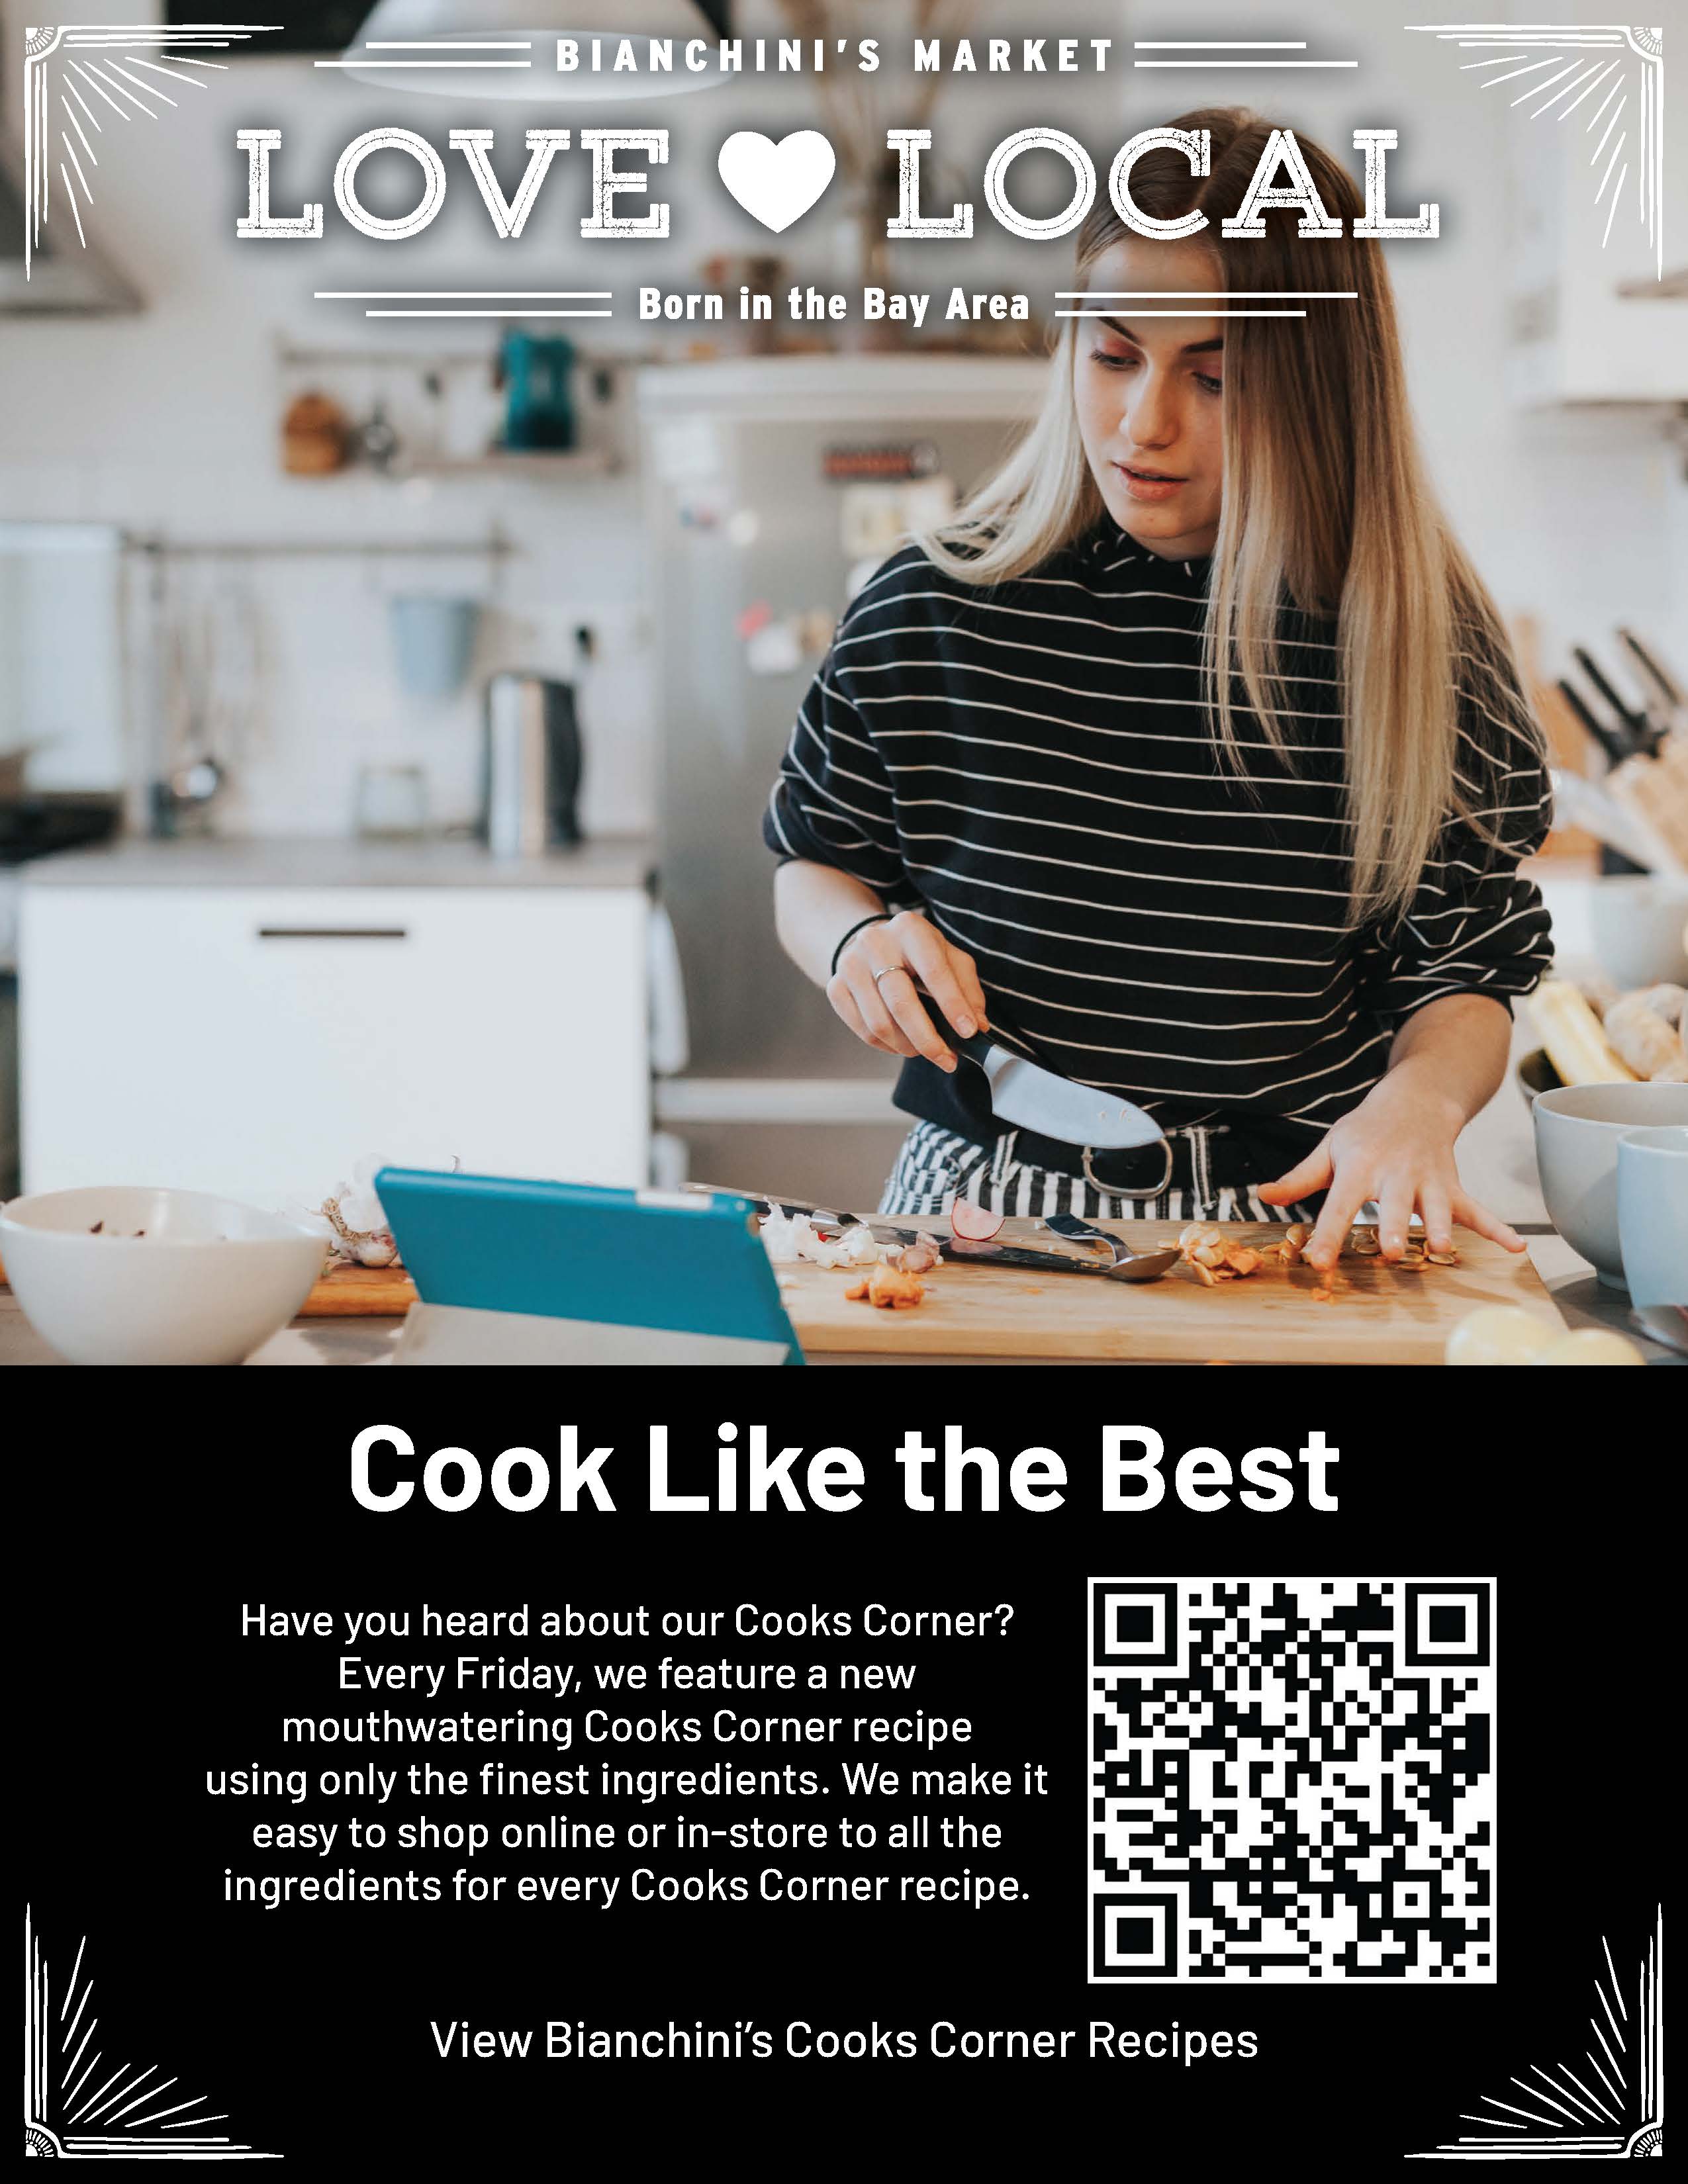 BIANCHINI'S MARKET
LOVE LOCAL
Born in the Bay Area
Cook Like the Best
Have you heard about our Cooks Corner?
Every Friday, we feature a new
mouthwatering Cooks Corner recipe
using only the finest ingredients. We make it
easy to shop online or in-store to all the
ingredients for every Cooks Corner recipe.
View Bianchini’s Cooks Corner Recipes